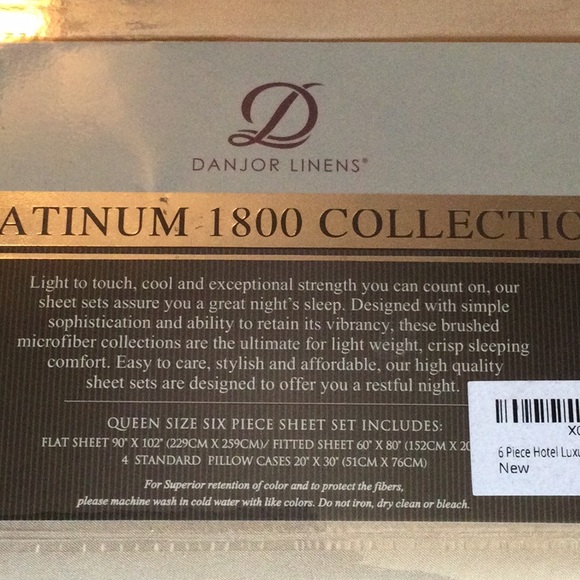 D
DANJOR LINENS®
ATINUM 1800 COLLECTIO
Light to touch, cool and exceptional strength you can count on, our
sheet sets assure you a great night's sleep. Designed with simple
sophistication and ability to retain its vibrancy, these brushed
microfiber collections are the ultimate for light weight, crisp sleeping
comfort. Easy to care, stylish and affordable, our high quality
sheet sets are designed to offer you a restful night.
QUEEN SIZE SIX PIECE SHEET SET INCLUDES:
FLAT SHEET 90" X 102" (229CM X 259CM)/ FITTED SHEET 60" X 80" (152CM X 20
4 STANDARD PILLOW CASES 20" X 30" (51CM X 76CM)
For Superior retention of color and to protect the fibers,
please machine wash in cold water with like colors. Do not iron, dry clean or bleach.
6 Piece Hotel Luxu
New